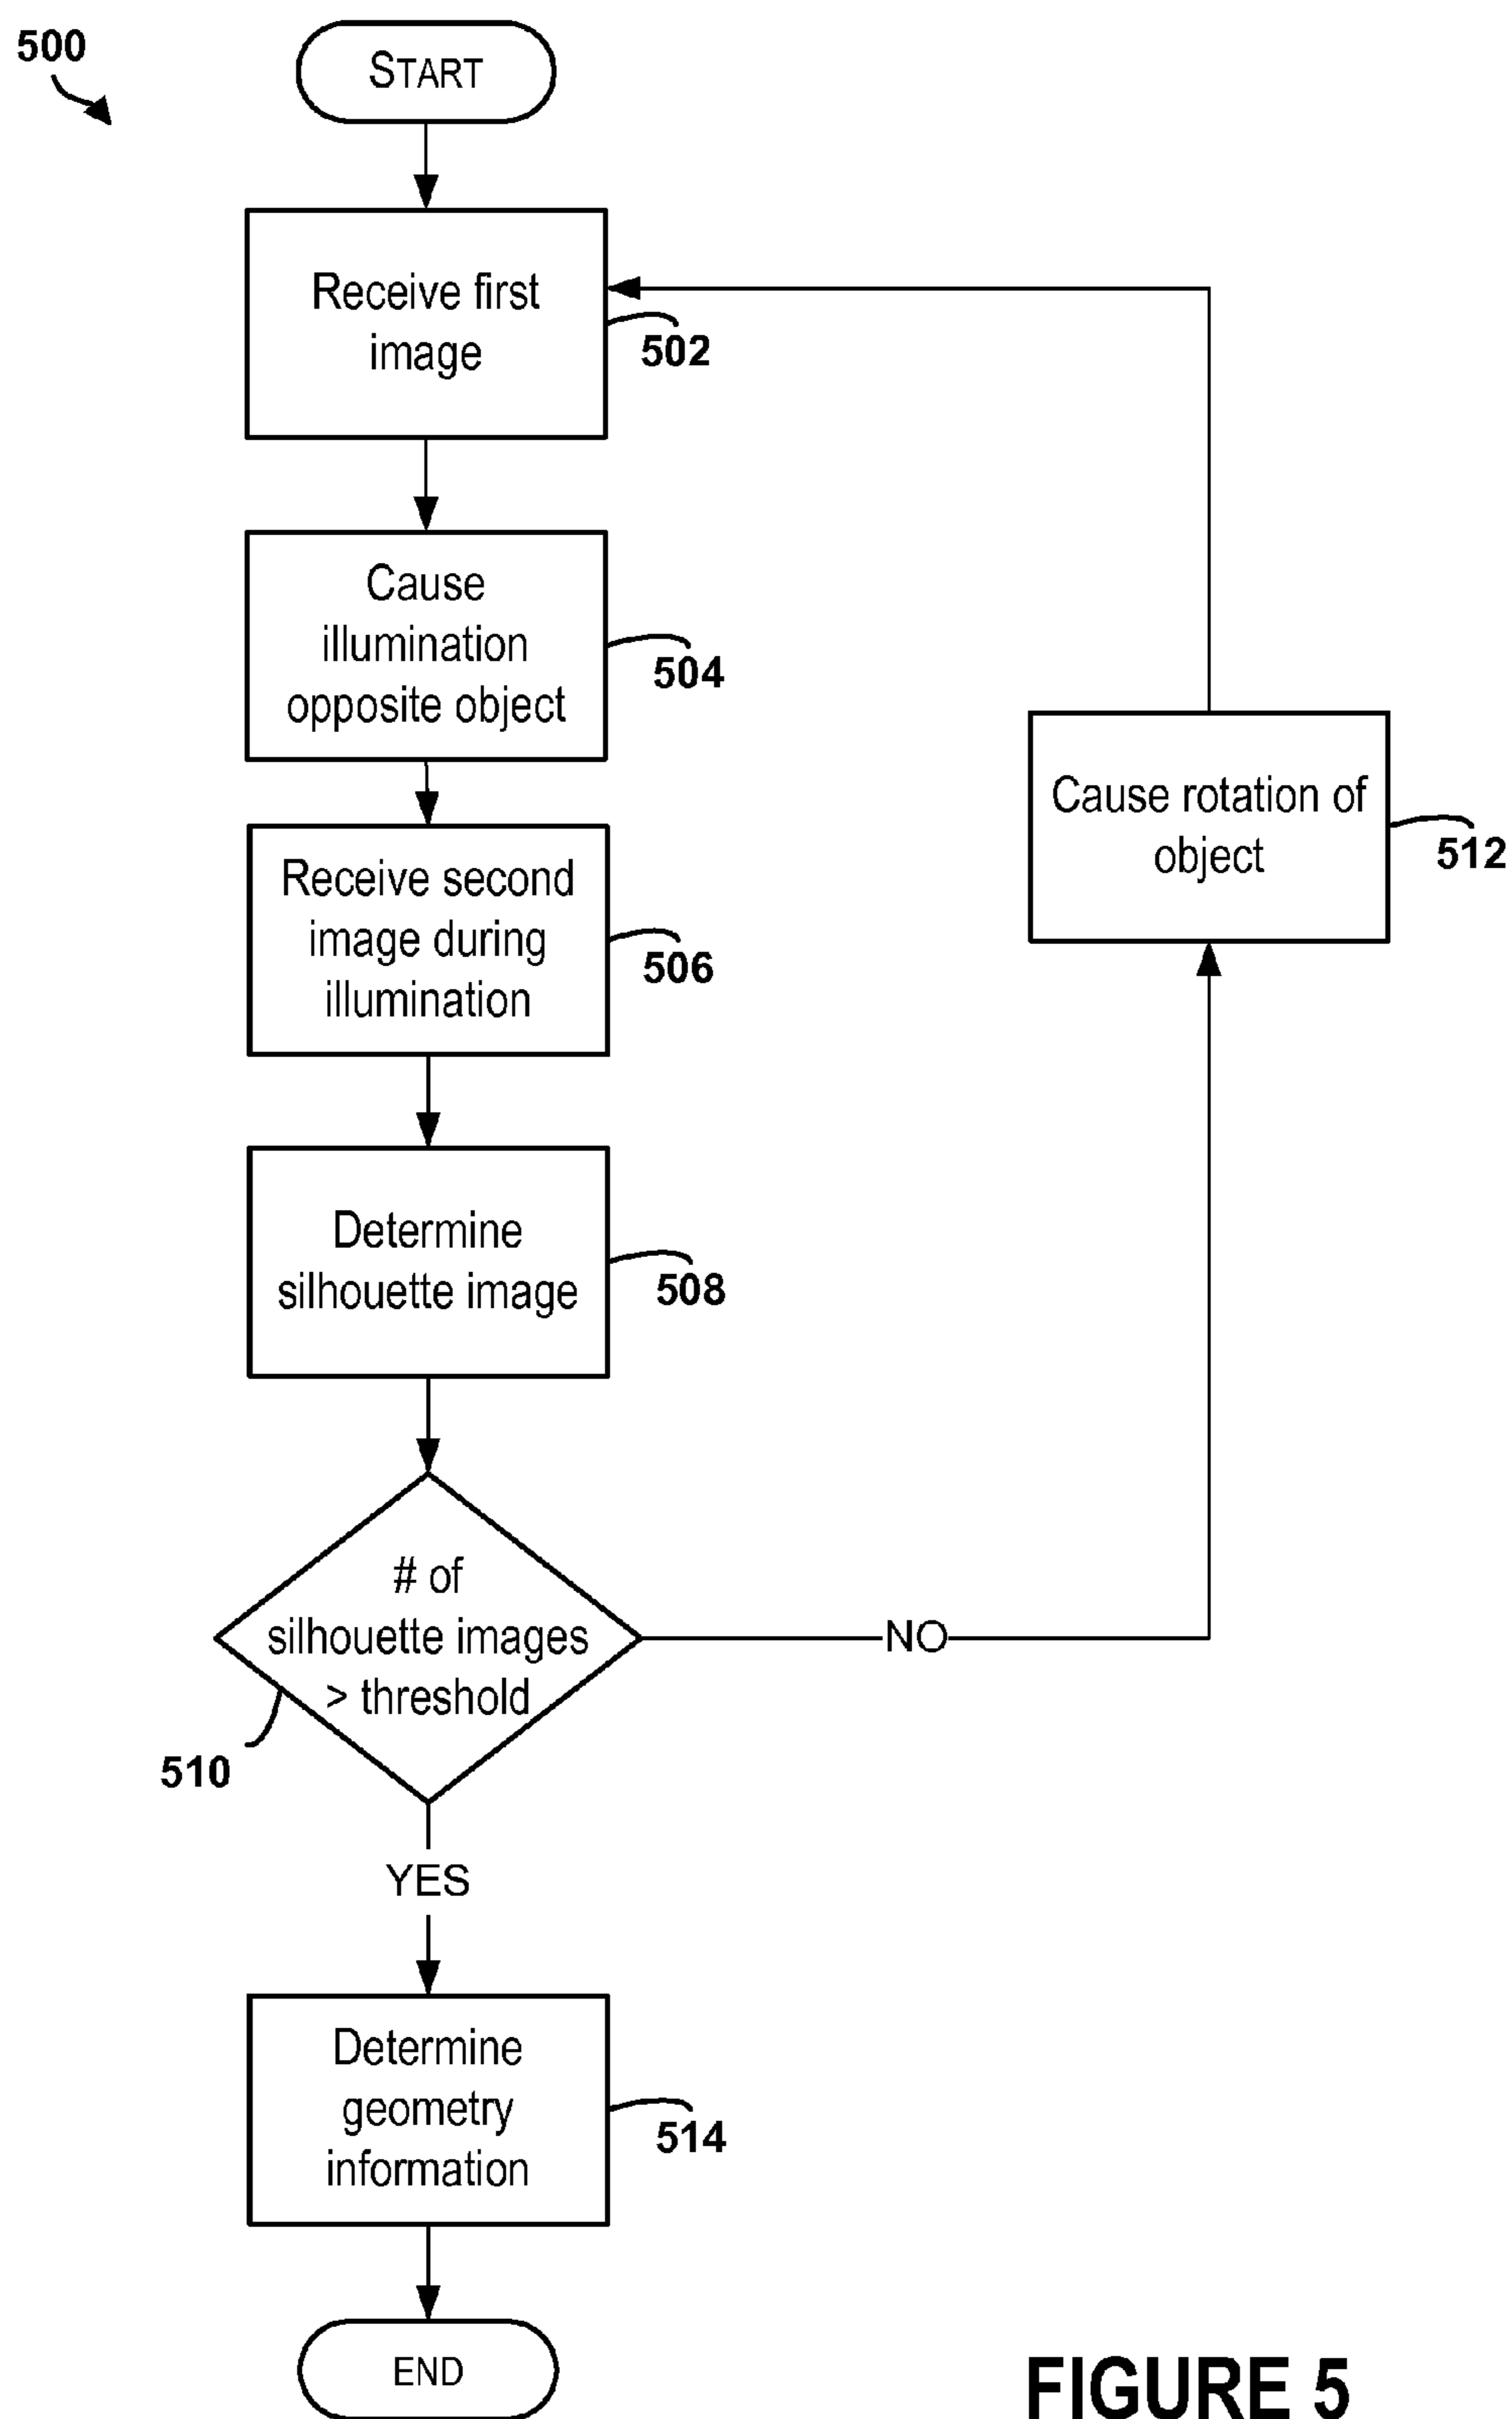 500
START
Receive first
image
502
Cause
illumination
opposite object
504
Cause rotation of
object
512
Receive second
image during
illumination
506
Determine
silhouette image
508
# of
silhouette images
> threshold
NO
510
YES
Determine
geometry
information
514
END
FIGURE 5